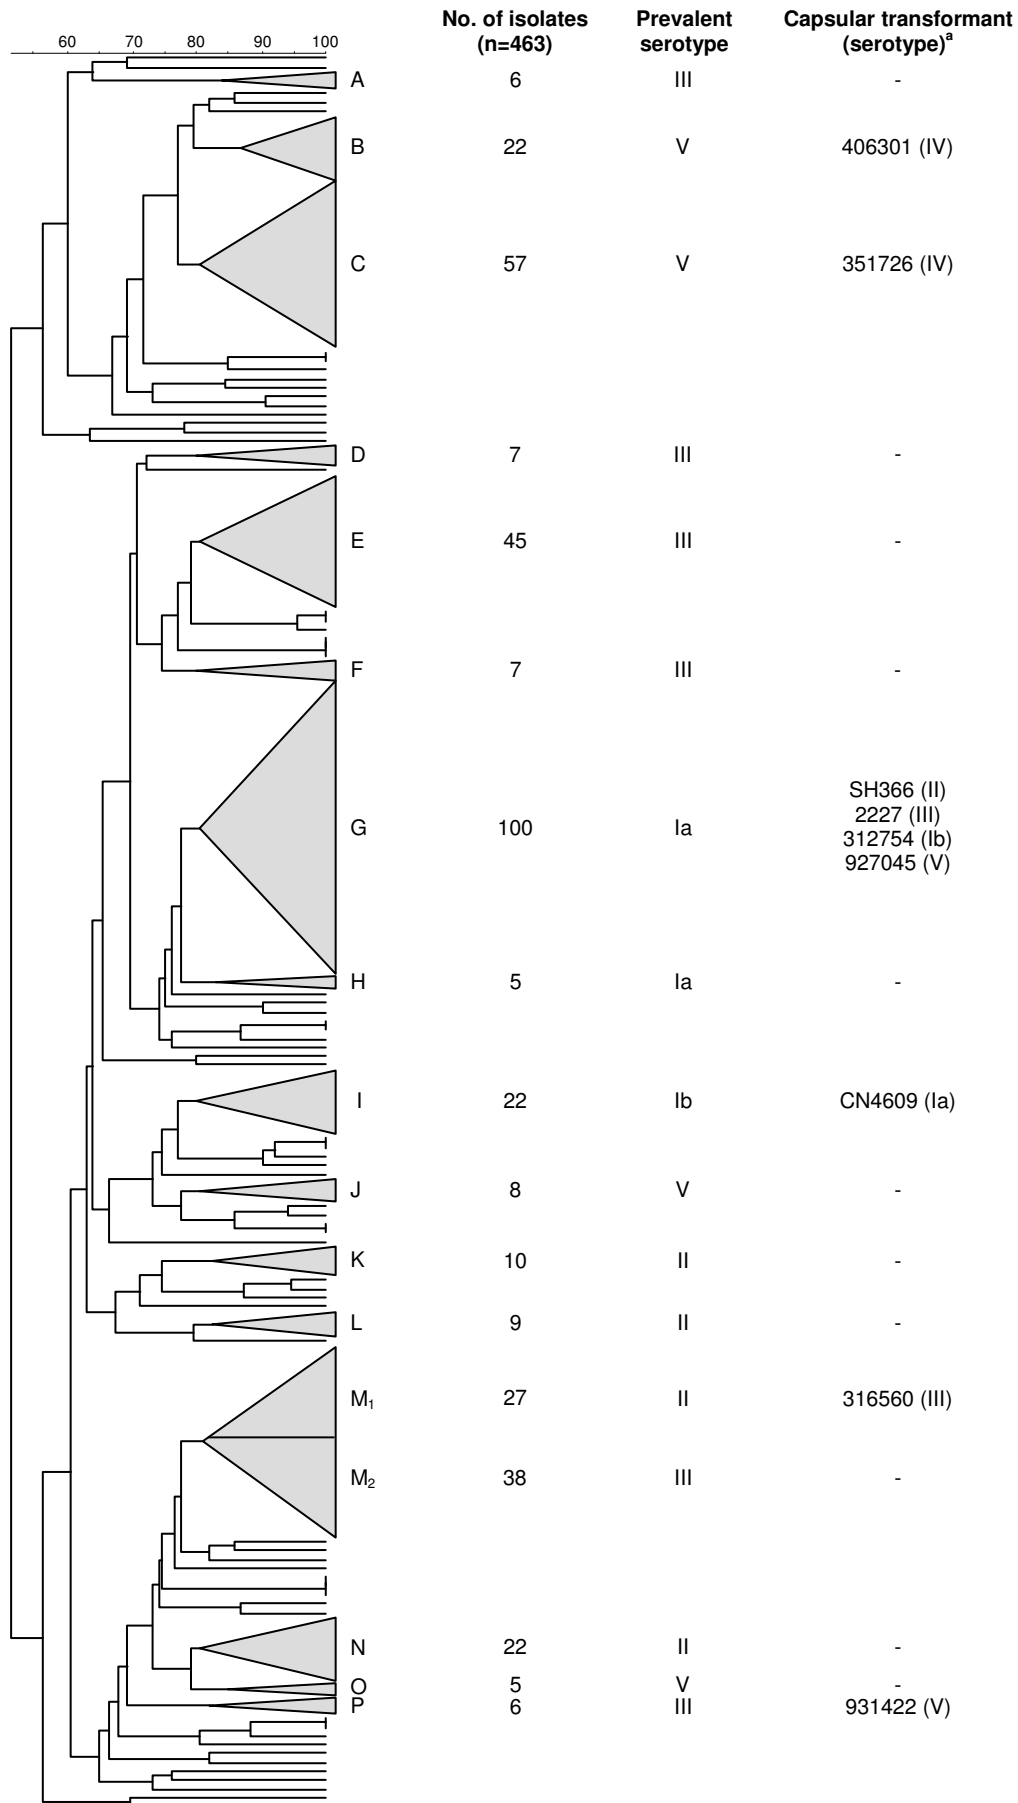 No. of isolates Prevalent Capsular transformant
(n=463) serotype (serotype)a
60 70 80 90 100
A 6 III -
B 22 V 406301 (IV)
C 57 V 351726 (IV)
D 7 III -
E 45 III -
F 7 III -
SH366 (II)
2227 (III)
G 100 Ia
312754 (Ib)
927045 (V)
H 5 Ia -
I 22 Ib CN4609 (Ia)
J 8 V -
K 10 II -
L 9 II -
M1 27 II 316560 (III)
M2 38 III -
N 22 II -
O 5 V -
P 6 III 931422 (V)